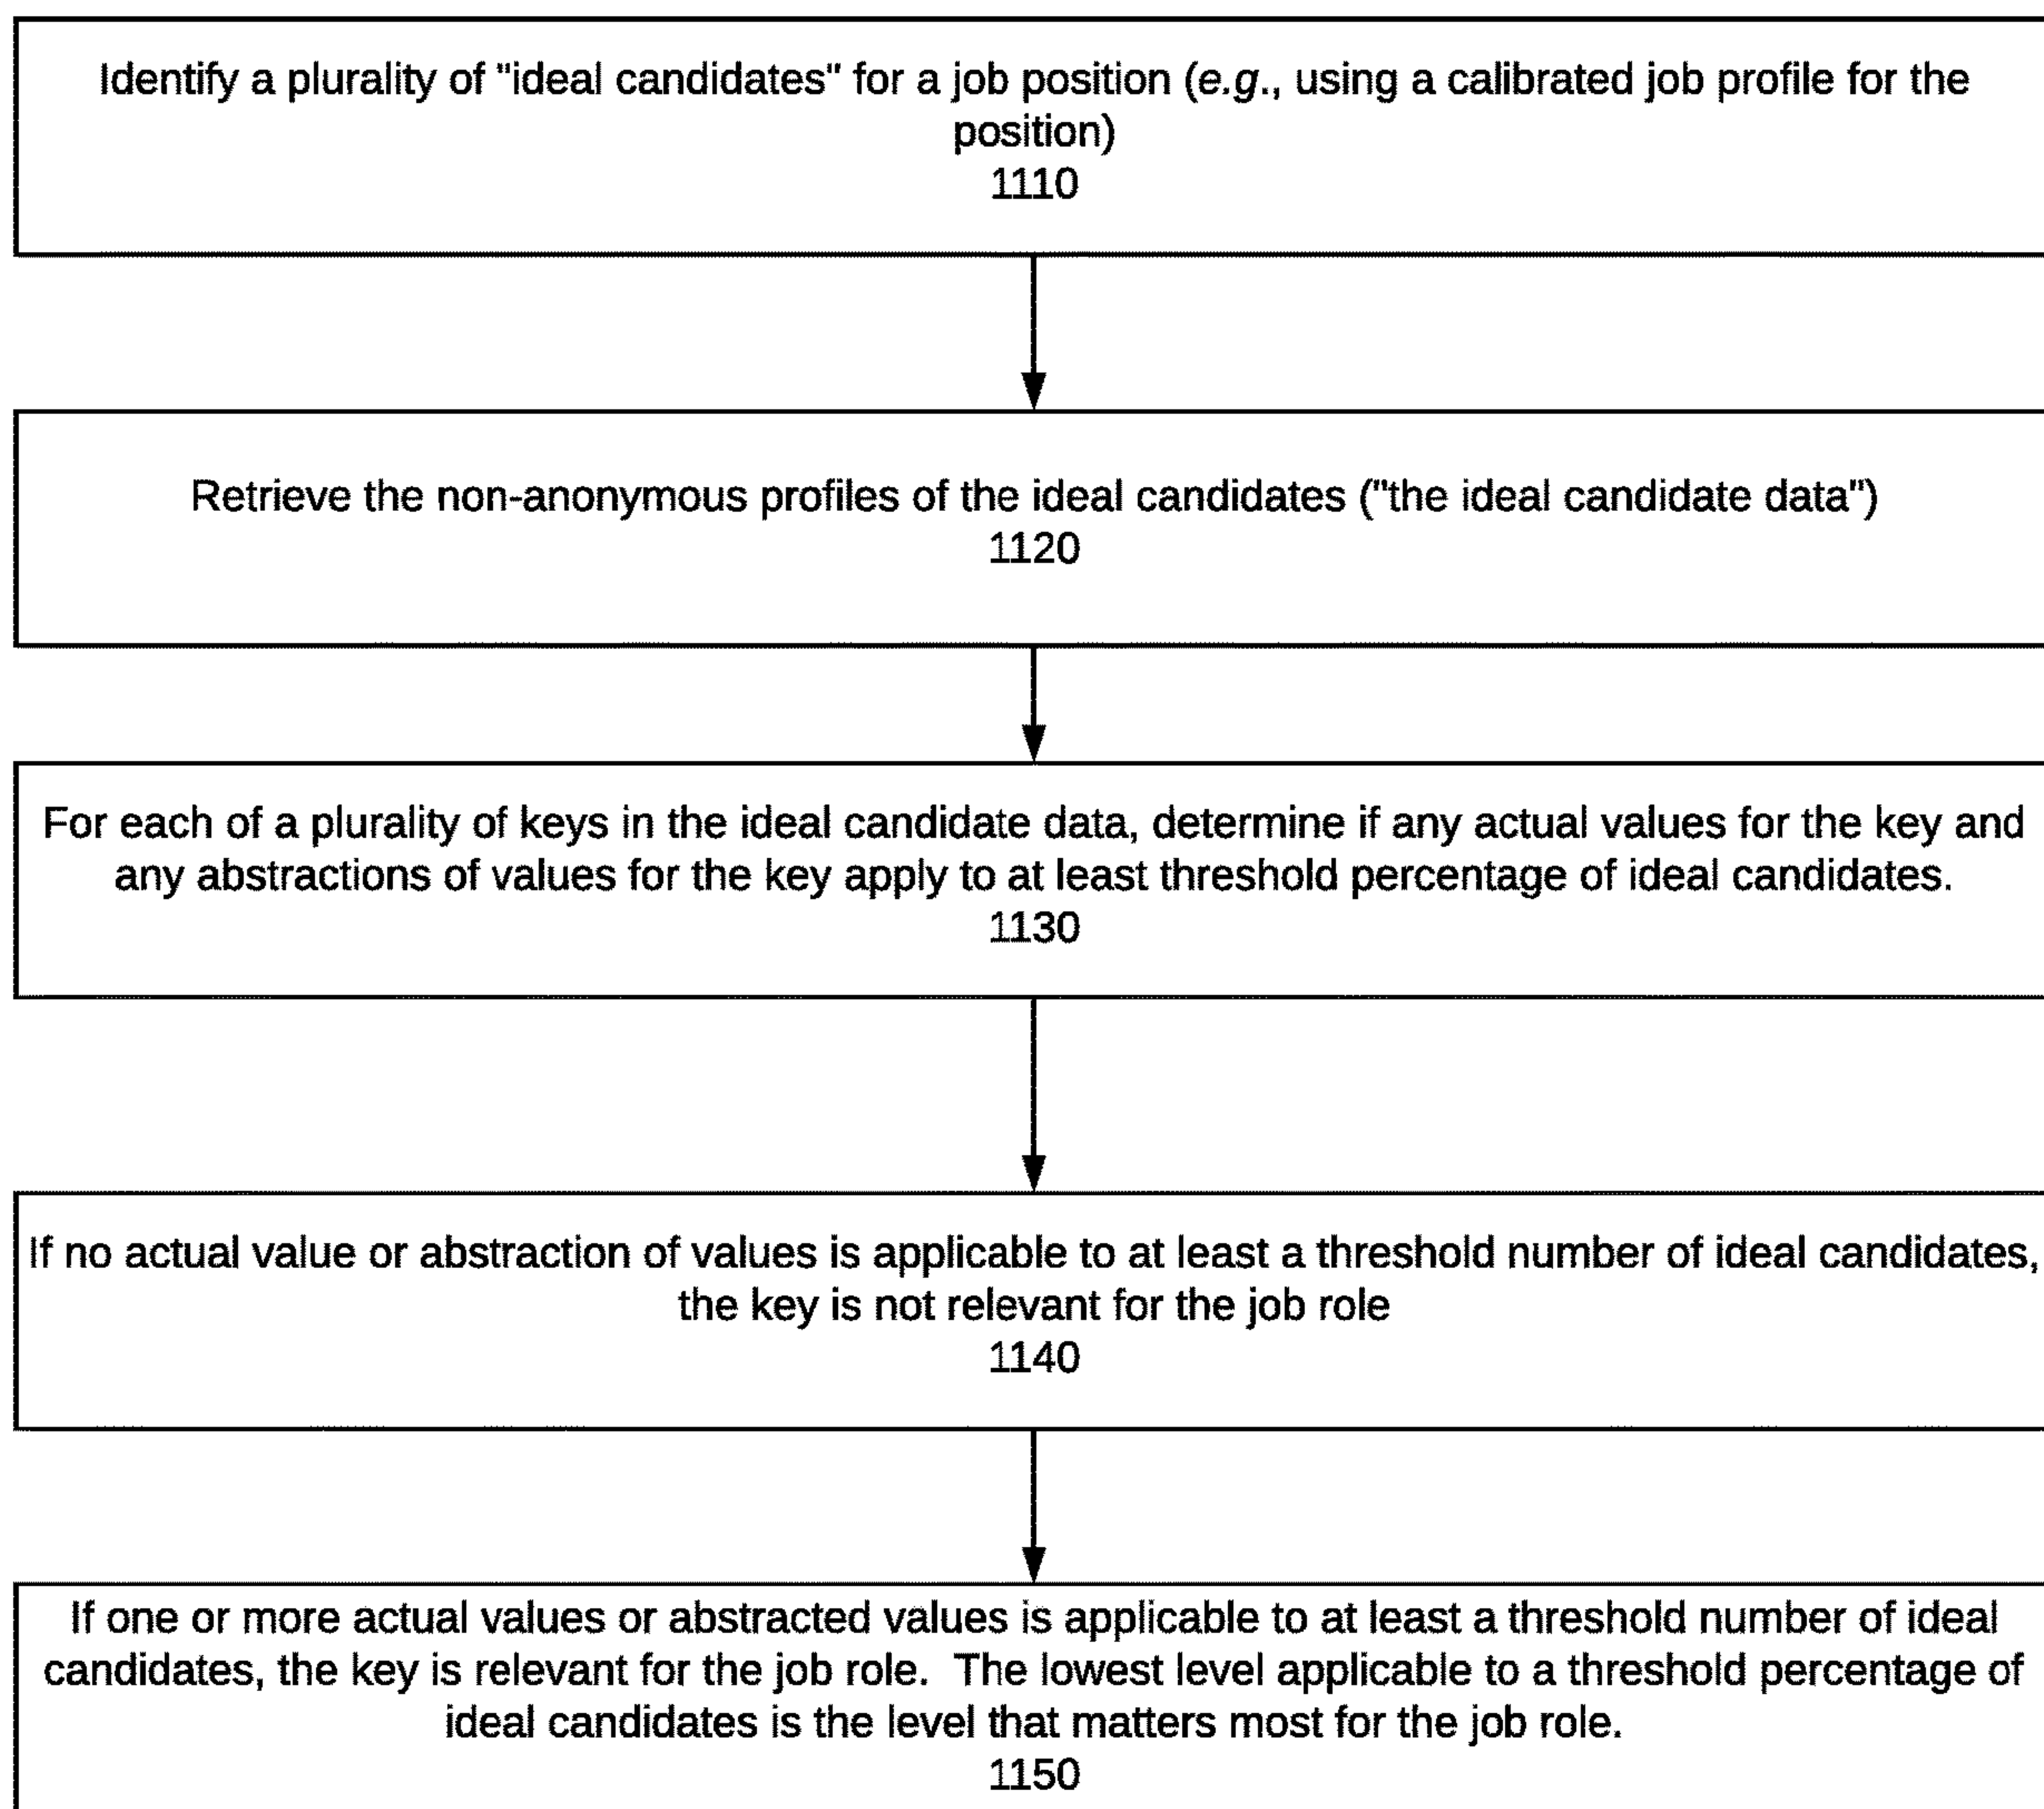 Identify a plurality of "ideal candidates" for a job position (e.g., using a calibrated job profile for the
position)
1110
Retrieve the non-anonymous profiles of the ideal candidates ("the ideal candidate data")
1120
For each of a plurality of keys in the ideal candidate data, determine if any actual values for the key and
any abstractions of values for the key apply to at least threshold percentage of ideal candidates.
1130
If no actual value or abstraction of values is applicable to at least a threshold number of ideal candidates,
the key is not relevant for the job role
1140
If one or more actual values or abstracted values is applicable to at least a threshold number of ideal
candidates, the key is relevant for the job role.  The lowest level applicable to a threshold percentage of
ideal candidates is the level that matters most for the job role.
1150